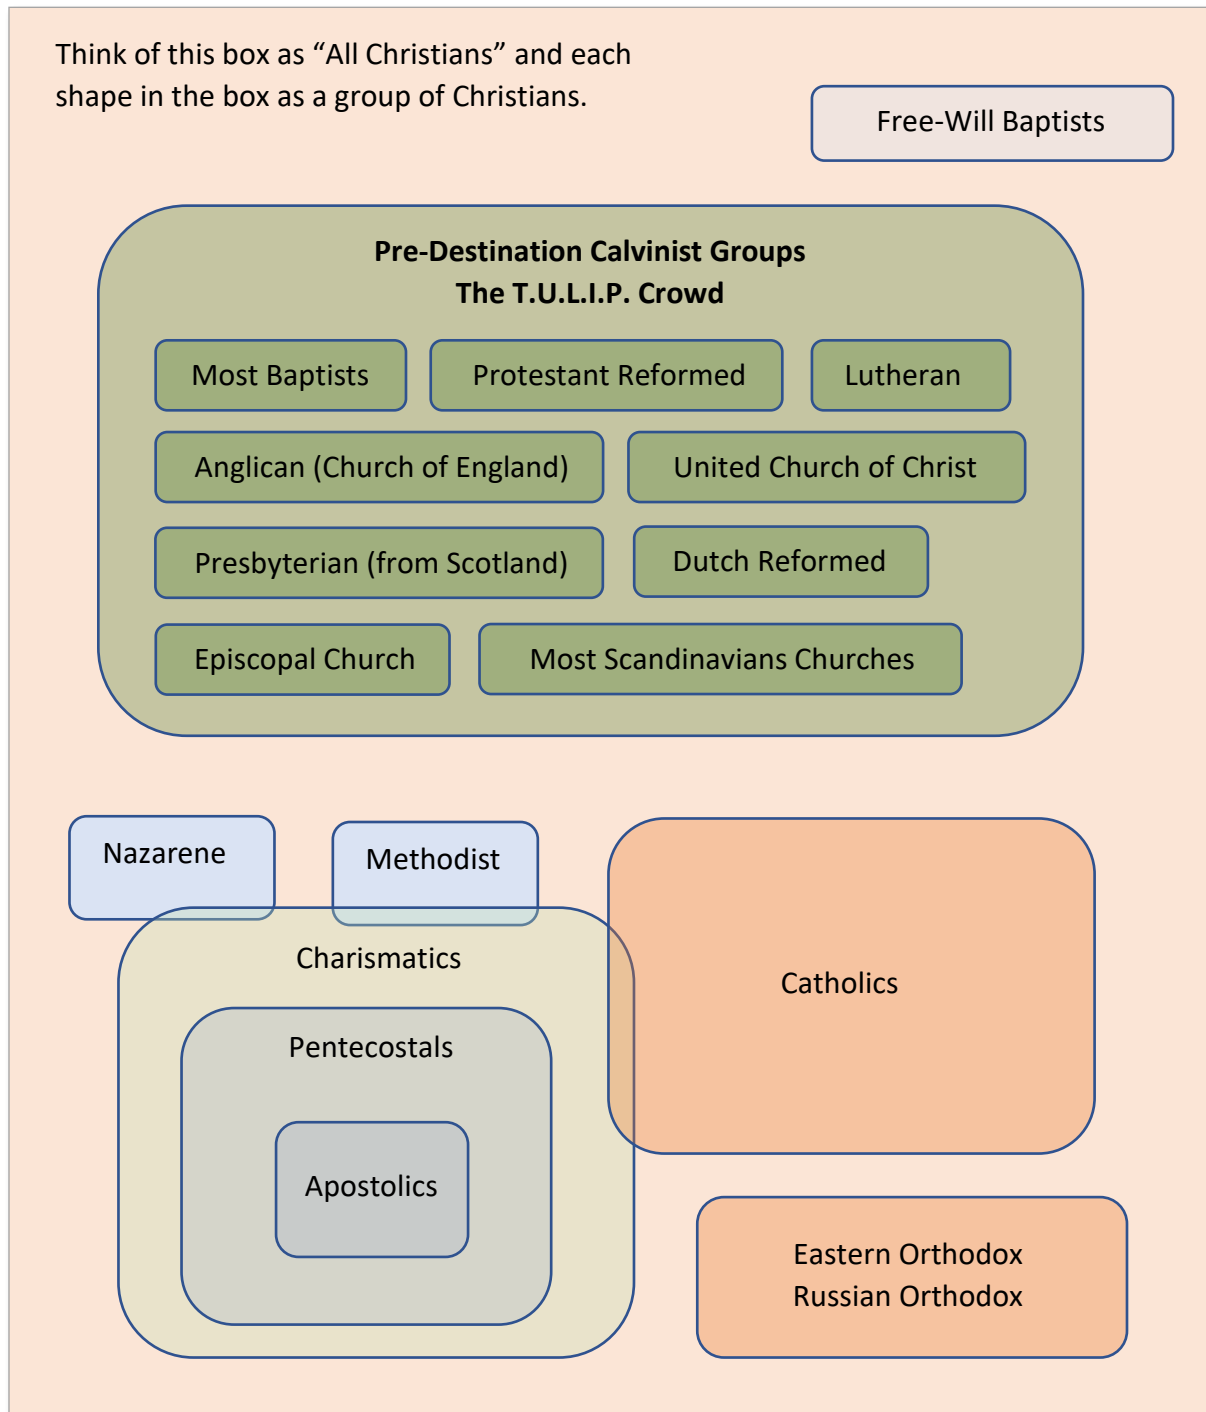 Think of this box as “All Christians” and each
shape in the box as a group of Christians.
Free-Will Baptists
Pre-Destination Calvinist Groups
The T.U.L.I.P. Crowd
Most Baptists
Protestant Reformed
Lutheran
Anglican (Church of England)
United Church of Christ
Presbyterian (from Scotland)
Dutch Reformed
Episcopal Church
Most Scandinavians Churches
Nazarene
Methodist
Charismatics
Catholics
Pentecostals
Apostolics
Eastern Orthodox
Russian Orthodox